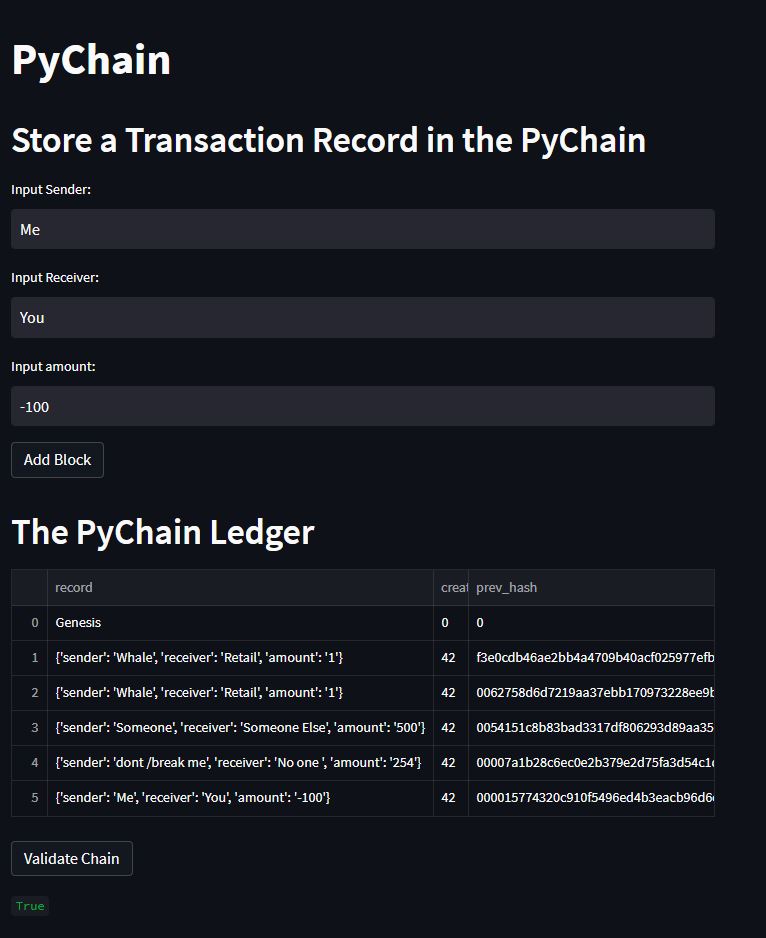 PyChain
Store a Transaction Record in the PyChain
Input Sender:
Me
Input Receiver:
You
Input amount:
-100
Add Block
The PyChain Ledger
record creat prev_hash
0 Genesis 0 0
1 {'sender': 'Whale', 'receiver': 'Retail', 'amount': '1'} 42 f3e0cdb46ae2bb4a4709b40acf025977efb
2 {'sender': 'Whale', 'receiver': 'Retail', 'amount': '1'} 42 0062758d6d7219aa37ebb170973228ee9b
3 {'sender': 'Someone', 'receiver': 'Someone Else', 'amount': '500'} 42 0054151c8b83bad3317df806293d89aa35
4 {'sender': 'dont /break me', 'receiver': 'No one ', 'amount': '254'} 42 00007a1b28c6ec0e2b379e2d75fa3d54c1
5 {'sender': 'Me', 'receiver': 'You', 'amount': '-100'} 42 000015774320c910f5496ed4b3eacb96d6
Validate Chain
True